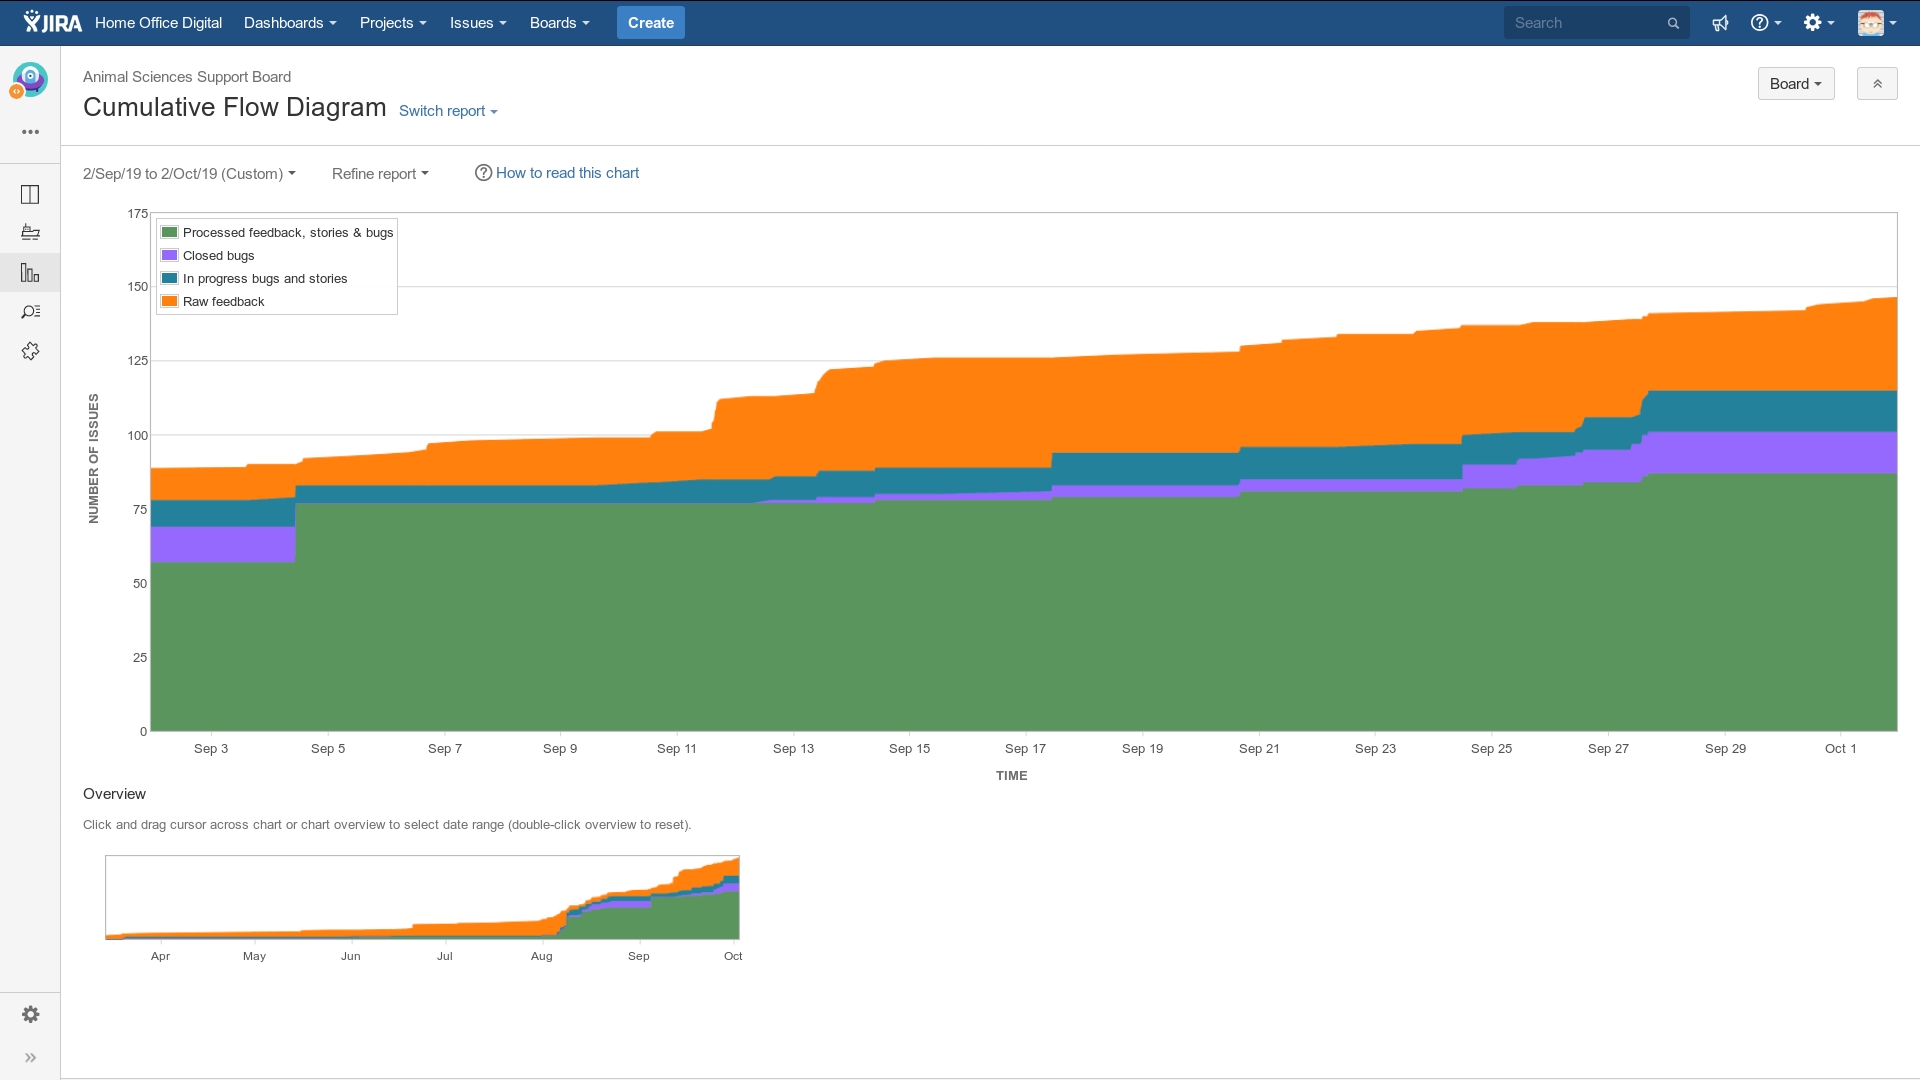 JIRA Home Office Digital Dashboards Projects Issues Boards Create Search
Animal Sciences Support Board
Cumulative Flow Diagram Switch report
Board
2/Sep/19 to 2/Oct/19 (Custom) Refine report How to read this chart
175
150
125
100
75
50
25
0
NUMBER OF ISSUES
Processed feedback, stories & bugs
Closed bugs
In progress bugs and stories
Raw feedback
Sep 3 Sep 5 Sep 7 Sep 9 Sep 11 Sep 13 Sep 15 Sep 17 Sep 19 Sep 21 Sep 23 Sep 25 Sep 27 Sep 29 Oct 1
TIME
Overview
Click and drag cursor across chart or chart overview to select date range (double-click overview to reset).
Apr May Jun Jul Aug Sep Oct